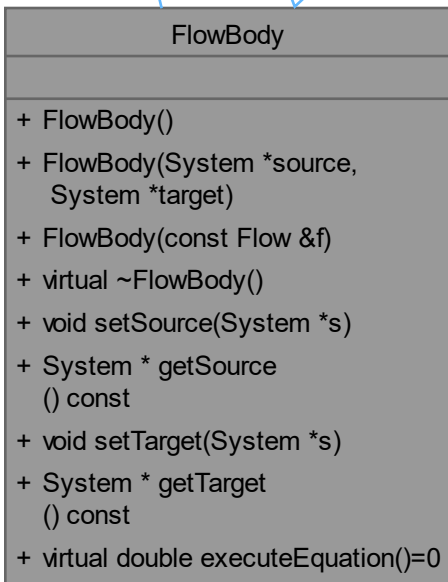 FlowBody
+ FlowBody()
+ FlowBody(System *source,
System *target)
+ FlowBody(const Flow &f)
+ virtual ~FlowBody()
+ void setSource(System *s)
+ System * getSource
() const
+ void setTarget(System *s)
+ System * getTarget
() const
+ virtual double executeEquation()=0